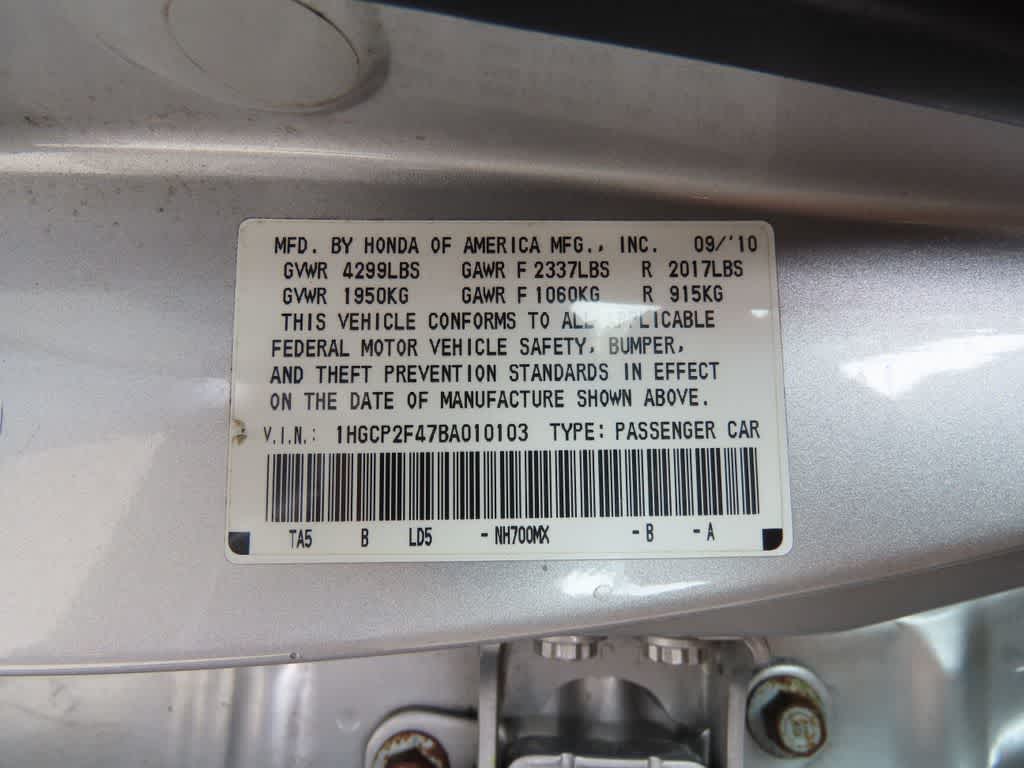 MFD. BY HONDA OF AMERICA MFG., INC. 09/'10
GVWR 4299LBS GAWR F 2337LBS R 2017LBS
GVWR 1950KG GAWR F 1060KG R 915KG
THIS VEHICLE CONFORMS TO ALL APPLICABLE
FEDERAL MOTOR VEHICLE SAFETY, BUMPER,
AND THEFT PREVENTION STANDARDS IN EFFECT
ON THE DATE OF MANUFACTURE SHOWN ABOVE.
V.I.N.: 1HGCP2F47BA010103 TYPE: PASSENGER CAR
TA5 B LD5 -NH700MX -B -A